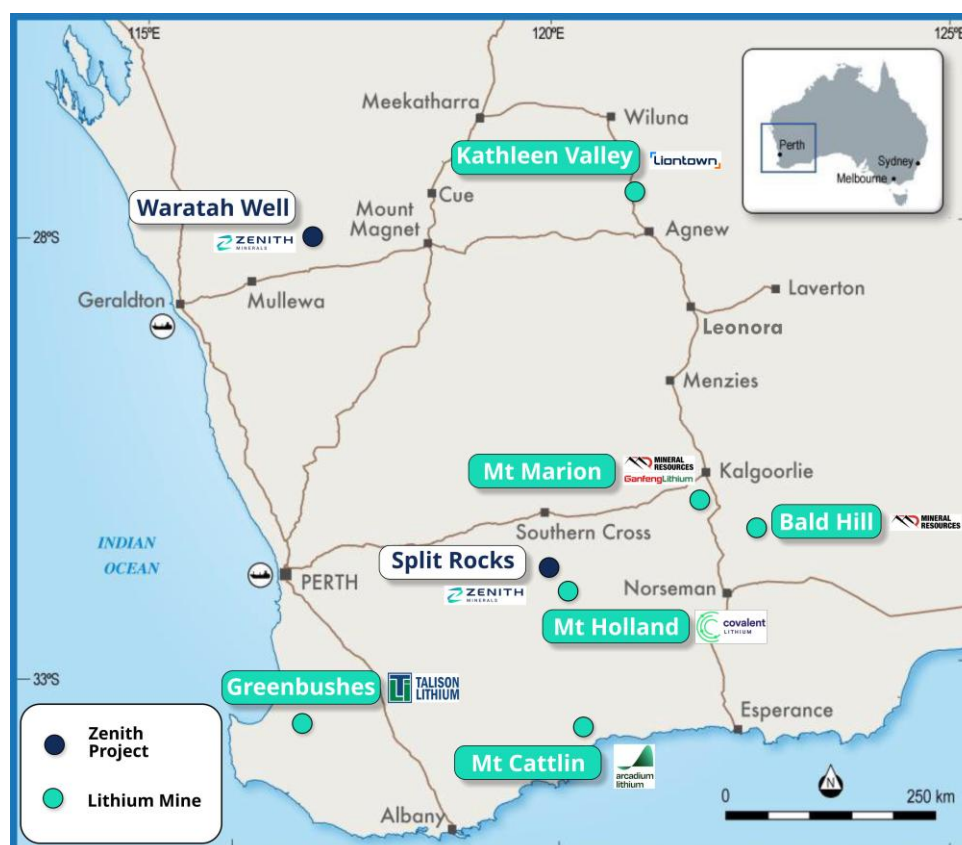 115°E
120°E
125°E
Meekatharra
Wiluna
Kathleen Valley
Liontown
Perth
Sydney
Melbourne
Waratah Well
ZENITH
MINERALS
Cue
Mount
Magnet
Agnew
28°S
Geraldton
Mullewa
Laverton
Leonora
Menzies
Mt Marion
MINERAL
RESOURCES
GanfengLithium
Kalgoorlie
Southern Cross
Bald Hill
MINERAL
RESOURCES
INDIAN
OCEAN
PERTH
Split Rocks
ZENITH
MINERALS
Norseman
Mt Holland
covalent
LITHIUM
33°S
Greenbushes
TALISON
LITHIUM
Esperance
Mt Cattlin
arcadium
lithium
Albany
Zenith
Project
Lithium Mine
N
0
250 km